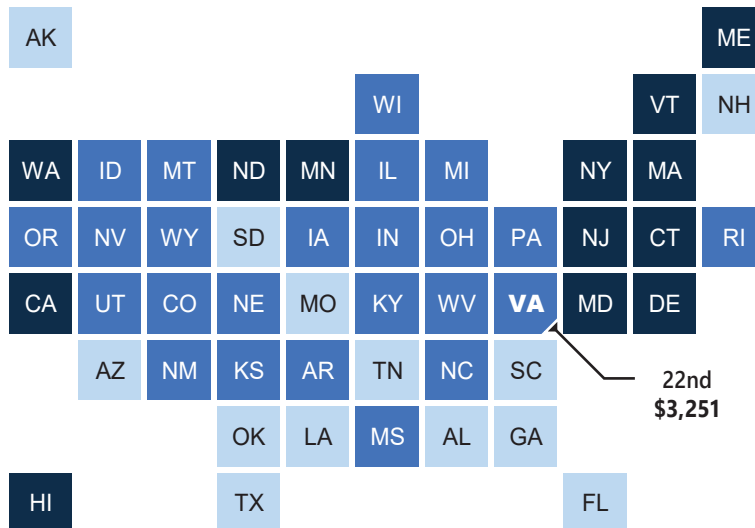 AK ME
WI VT NH
WA ID MT ND MN IL MI NY MA
OR NV WY SD IA IN OH PA NJ CT RI
CA UT CO NE MO KY WV VA MD DE
AZ NM KS AR TN NC SC
22nd
$3,251
OK LA MS AL GA
HI TX FL